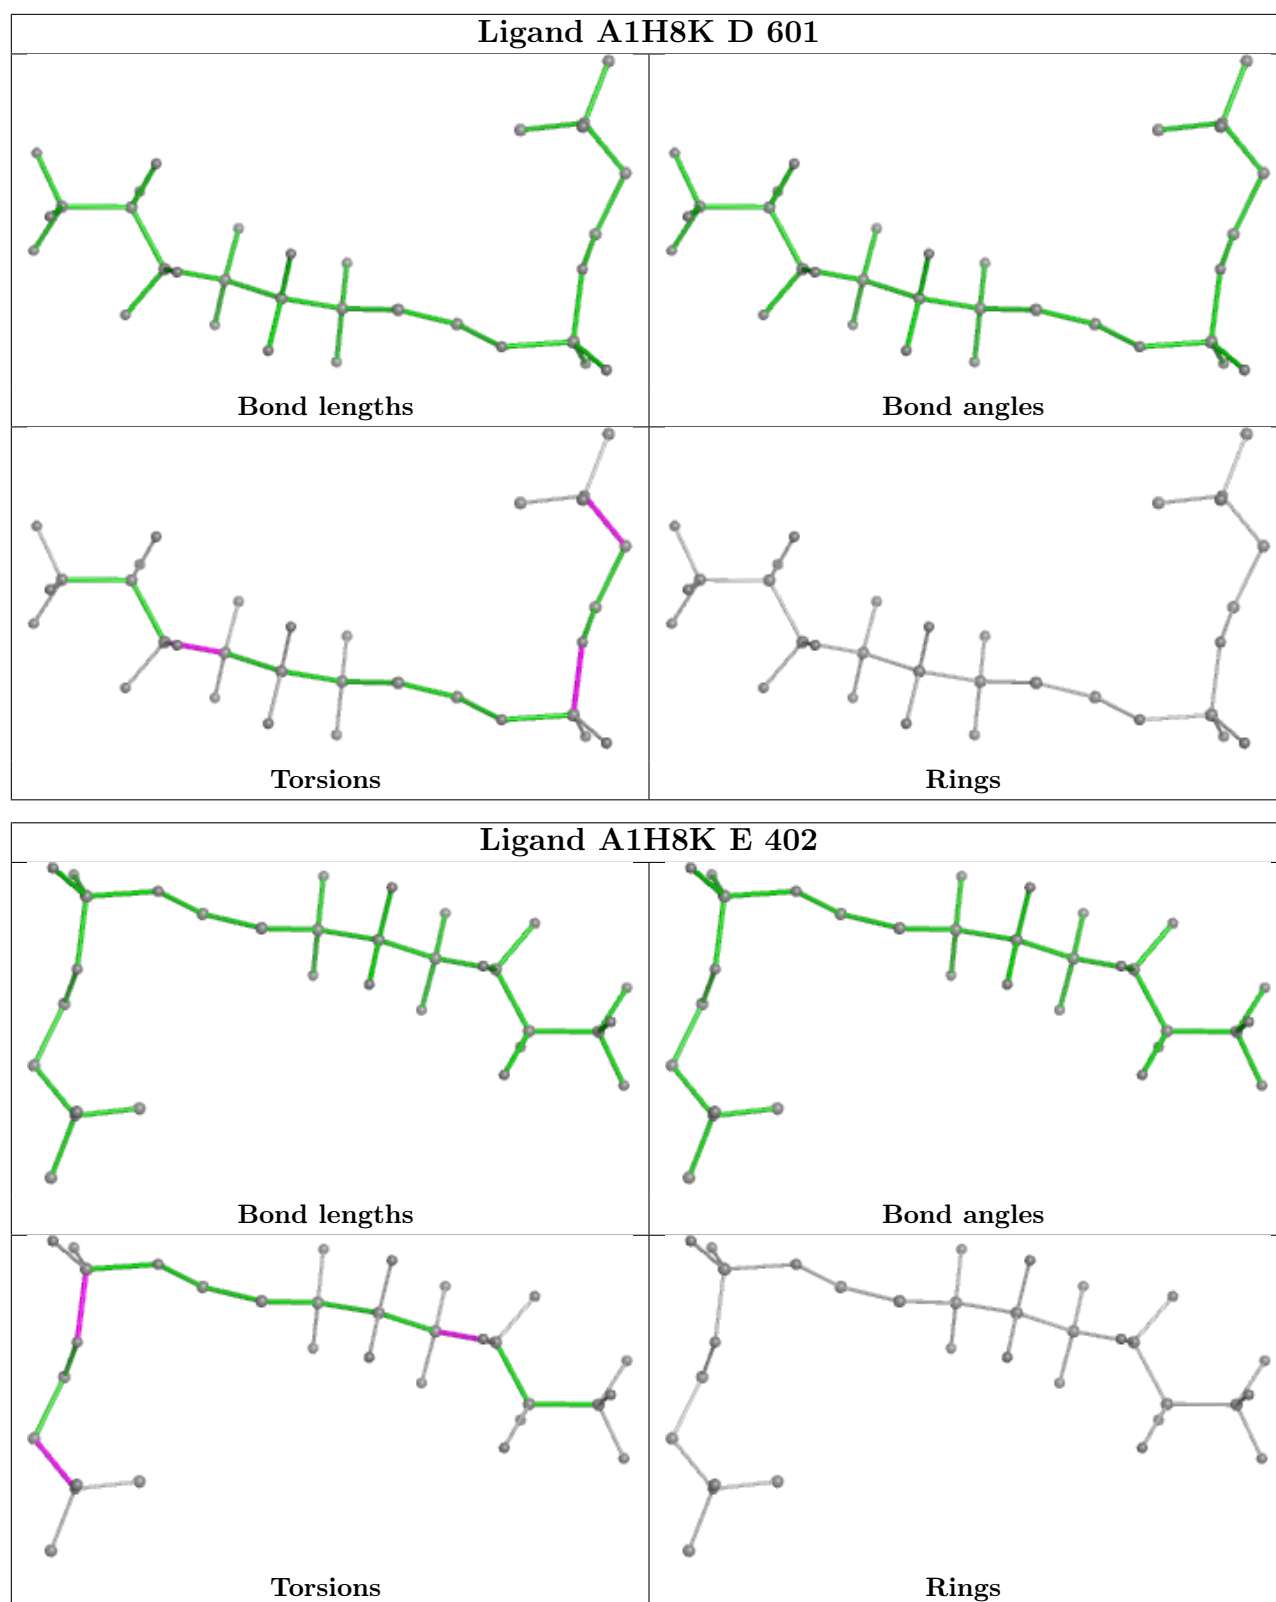 Ligand A1H8K D 601
Bond lengths
Bond angles
Torsions
Rings
Ligand A1H8K E 402
Bond lengths
Bond angles
Torsions
Rings